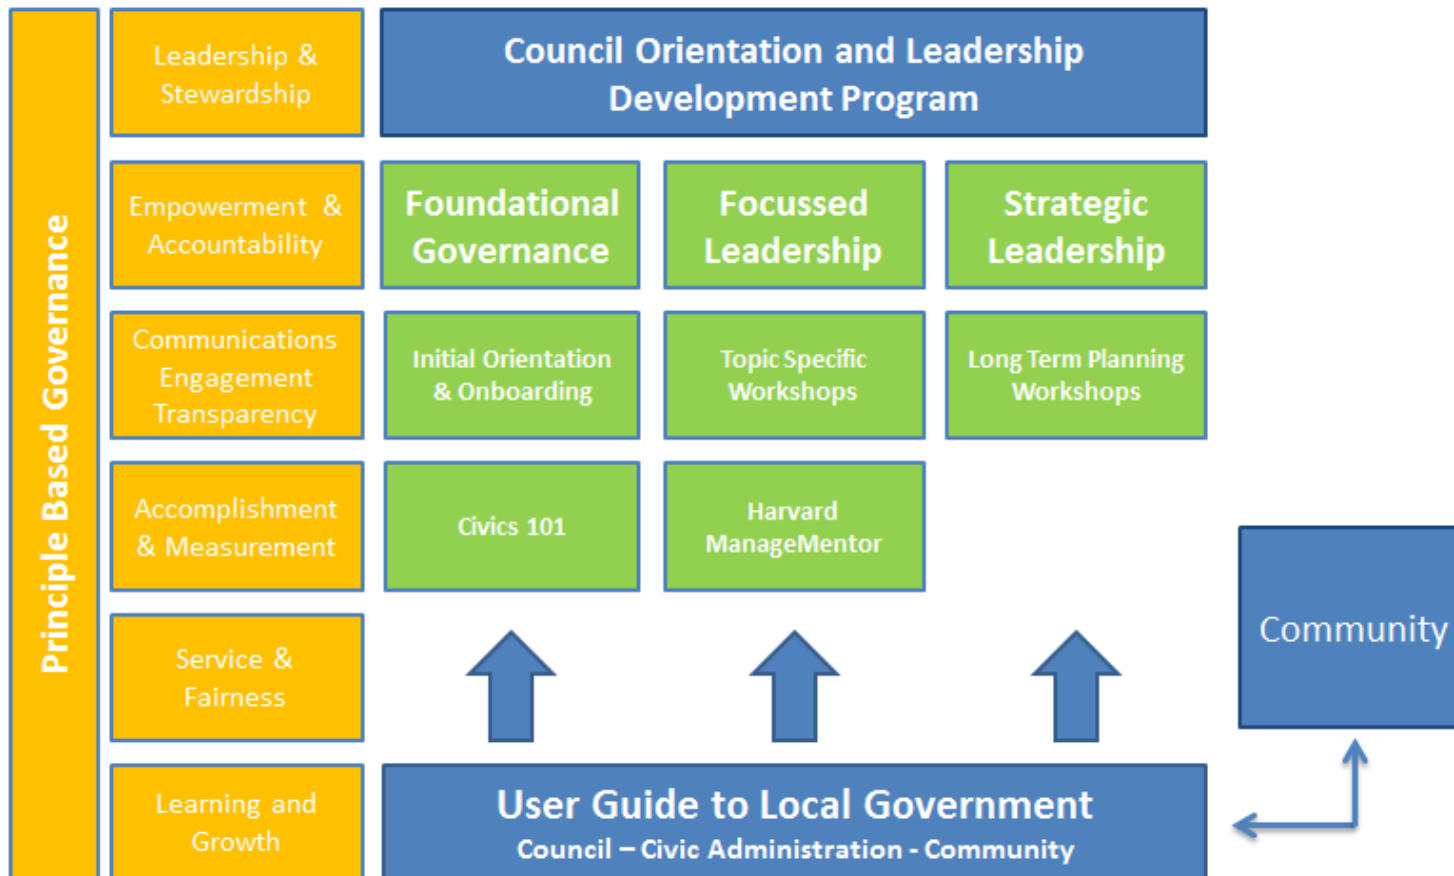 Principle Based Governance
Leadership &
Stewardship
Council Orientation and Leadership
Development Program
Empowerment &
Accountability
Foundational
Governance
Focussed
Leadership
Strategic
Leadership
Communications
Engagement
Transparency
Initial Orientation
& Onboarding
Topic Specific
Workshops
Long Term Planning
Workshops
Accomplishment
& Measurement
Civics 101
Harvard
ManageMentor
Community
Service &
Fairness
Learning and
Growth
User Guide to Local Government
Council – Civic Administration - Community